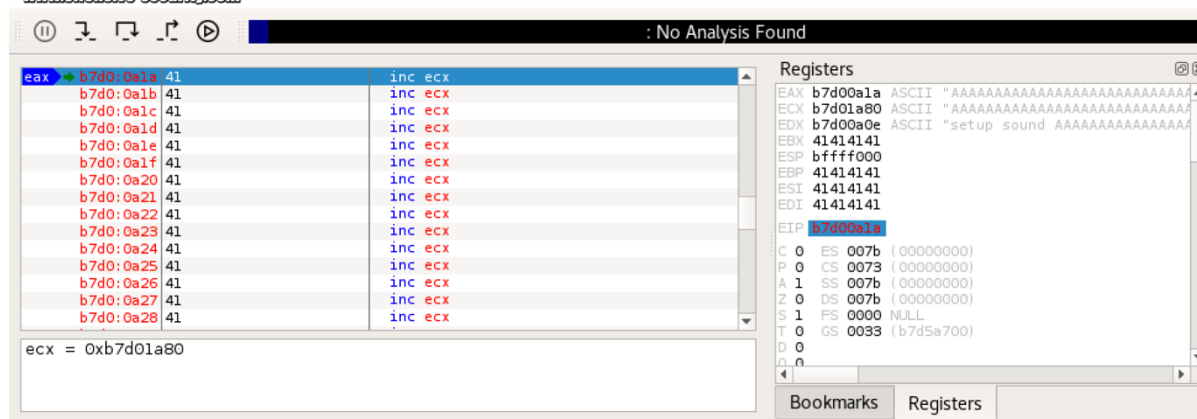 : No Analysis Found
eax b7d0:0a1a 41 inc ecx
b7d0:0a1b 41 inc ecx
b7d0:0a1c 41 inc ecx
b7d0:0a1d 41 inc ecx
b7d0:0a1e 41 inc ecx
b7d0:0a1f 41 inc ecx
b7d0:0a20 41 inc ecx
b7d0:0a21 41 inc ecx
b7d0:0a22 41 inc ecx
b7d0:0a23 41 inc ecx
b7d0:0a24 41 inc ecx
b7d0:0a25 41 inc ecx
b7d0:0a26 41 inc ecx
b7d0:0a27 41 inc ecx
b7d0:0a28 41 inc ecx
ecx = 0xb7d01a80
Registers
EAX b7d00a1a ASCII "AAAAAAAAAAAAAAAAAAAAAAAAAAAA
ECX b7d01a80 ASCII "AAAAAAAAAAAAAAAAAAAAAAAAAAAA
EDX b7d00a0e ASCII "setup sound AAAAAAAAAAAAAAAA
EBX 41414141
ESP bffff000
EBP 41414141
ESI 41414141
EDI 41414141
EIP b7d00a1a
C 0 ES 007b (00000000)
P 0 CS 0073 (00000000)
A 1 SS 007b (00000000)
Z 0 DS 007b (00000000)
S 1 FS 0000 NULL
T 0 GS 0033 (b7d5a700)
D 0
O 0
Bookmarks Registers